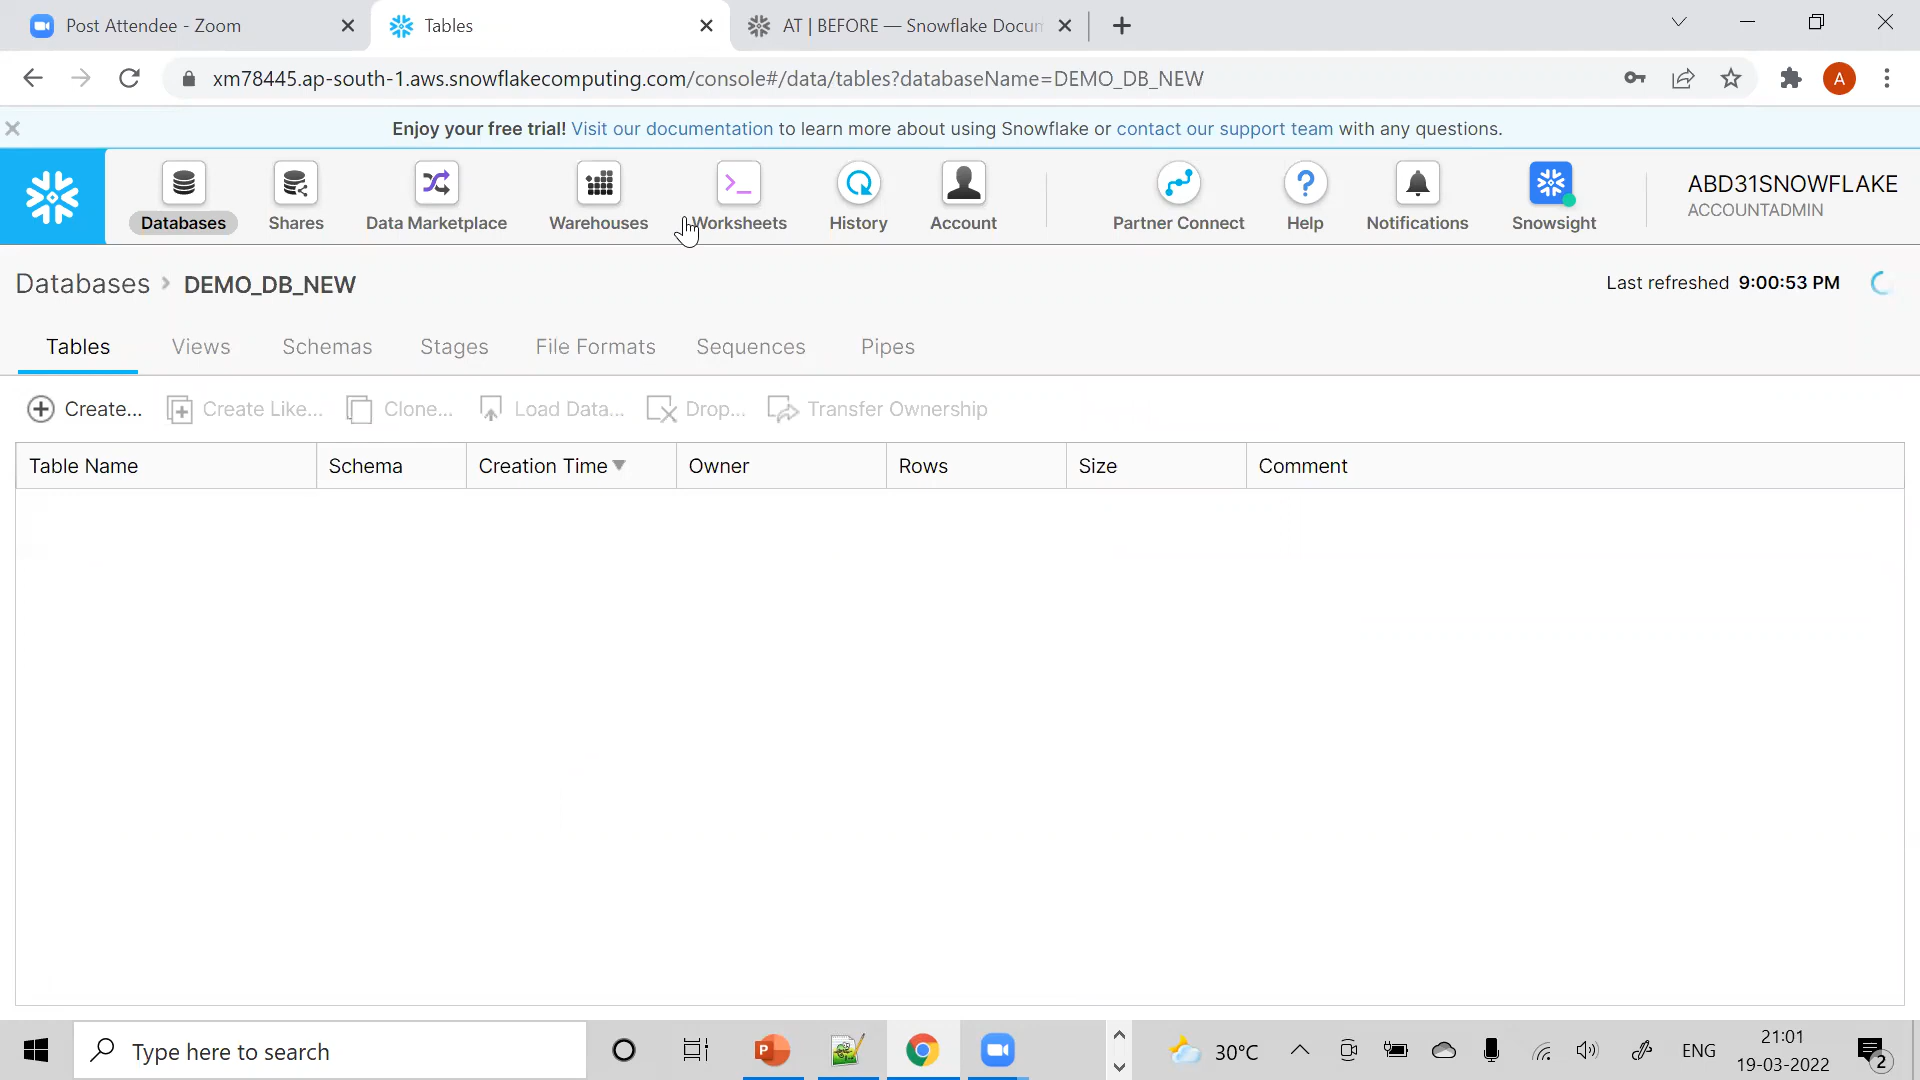 Post Attendee - Zoom
Tables
AT | BEFORE — Snowflake Docum
xm78445.ap-south-1.aws.snowflakecomputing.com/console#/data/tables?databaseName=DEMO_DB_NEW
A
Enjoy your free trial! Visit our documentation to learn more about using Snowflake or contact our support team with any questions.
Databases
Shares
Data Marketplace
Warehouses
Worksheets
History
Account
Partner Connect
Help
Notifications
Snowsight
ABD31SNOWFLAKE
ACCOUNTADMIN
Databases > DEMO_DB_NEW
Last refreshed 9:00:53 PM
Tables
Views
Schemas
Stages
File Formats
Sequences
Pipes
Create...
Create Like...
Clone...
Load Data...
Drop...
Transfer Ownership
Table Name
Schema
Creation Time
Owner
Rows
Size
Comment
Type here to search
30°C
ENG
21:01
19-03-2022
2